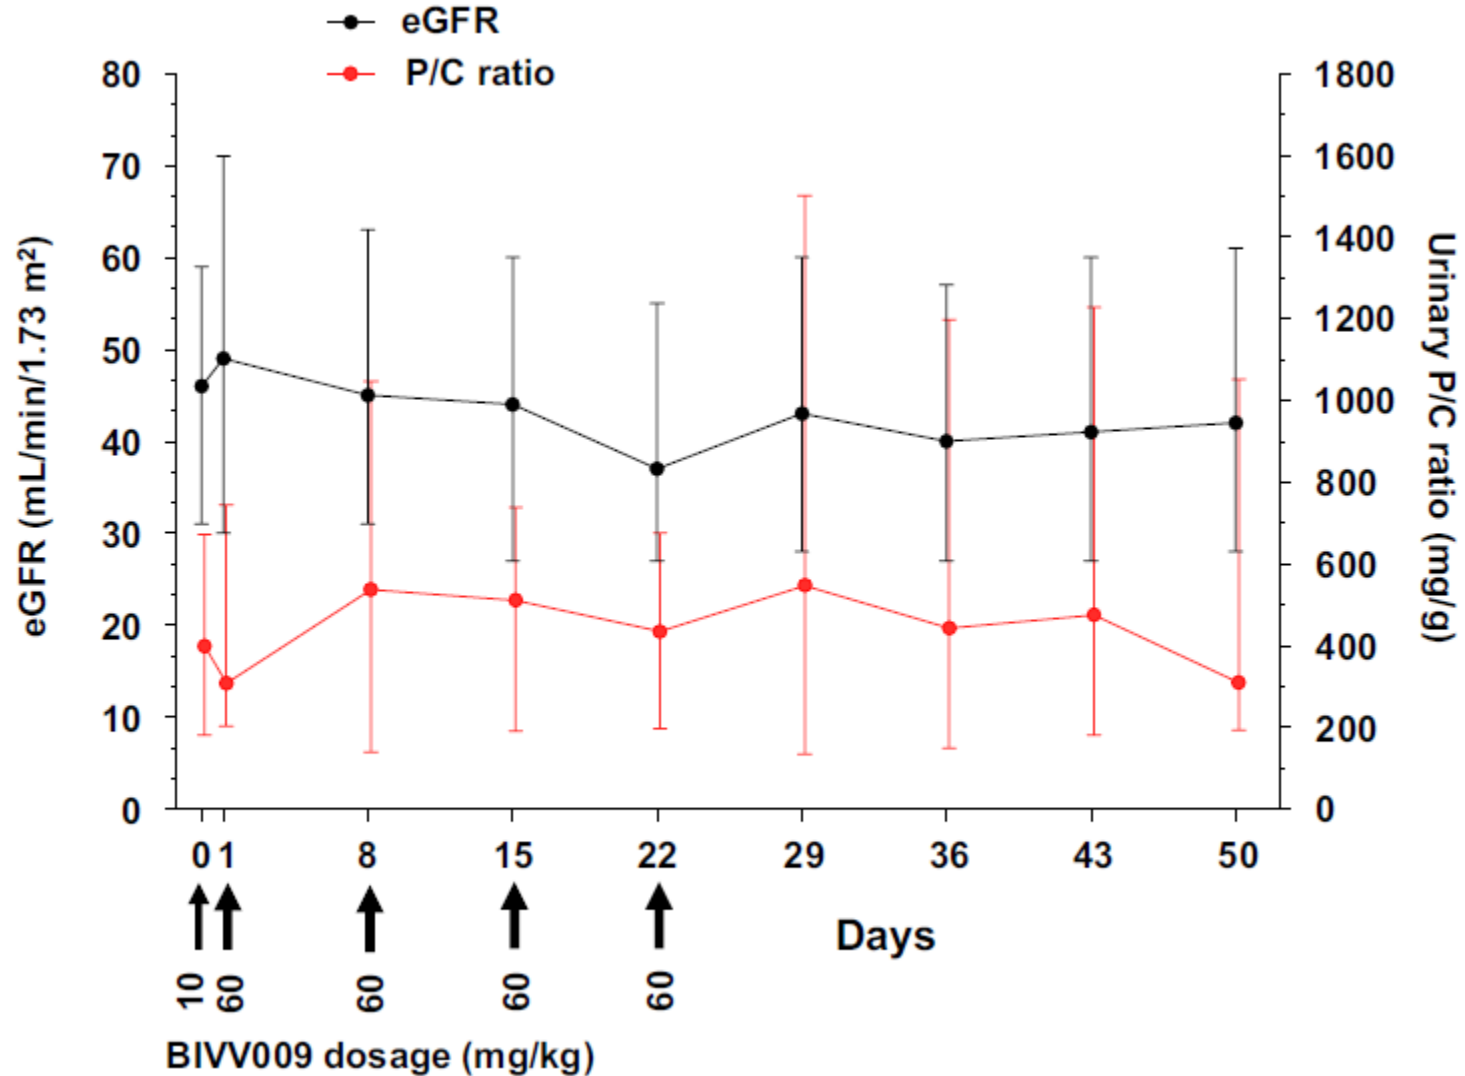 eGFR
P/C ratio
80
70
60
50
40
30
20
10
0
eGFR (mL/min/1.73 m²)
1800
1600
1400
1200
1000
800
600
400
200
0
Urinary P/C ratio (mg/g)
0 1 8 15 22 29 36 43 50
Days
10 60 60 60 60
BIVV009 dosage (mg/kg)